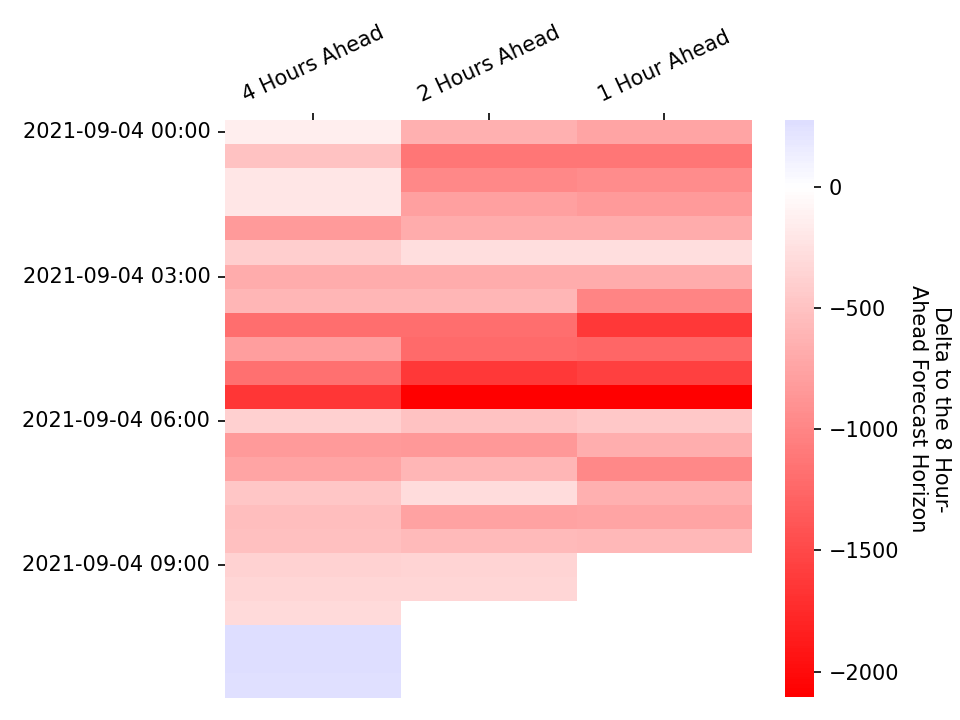 4 Hours Ahead
2 Hours Ahead
1 Hour Ahead
2021-09-04 00:00
2021-09-04 03:00
2021-09-04 06:00
2021-09-04 09:00
0
−500
−1000
−1500
−2000
Delta to the 8 Hour-
Ahead Forecast Horizon